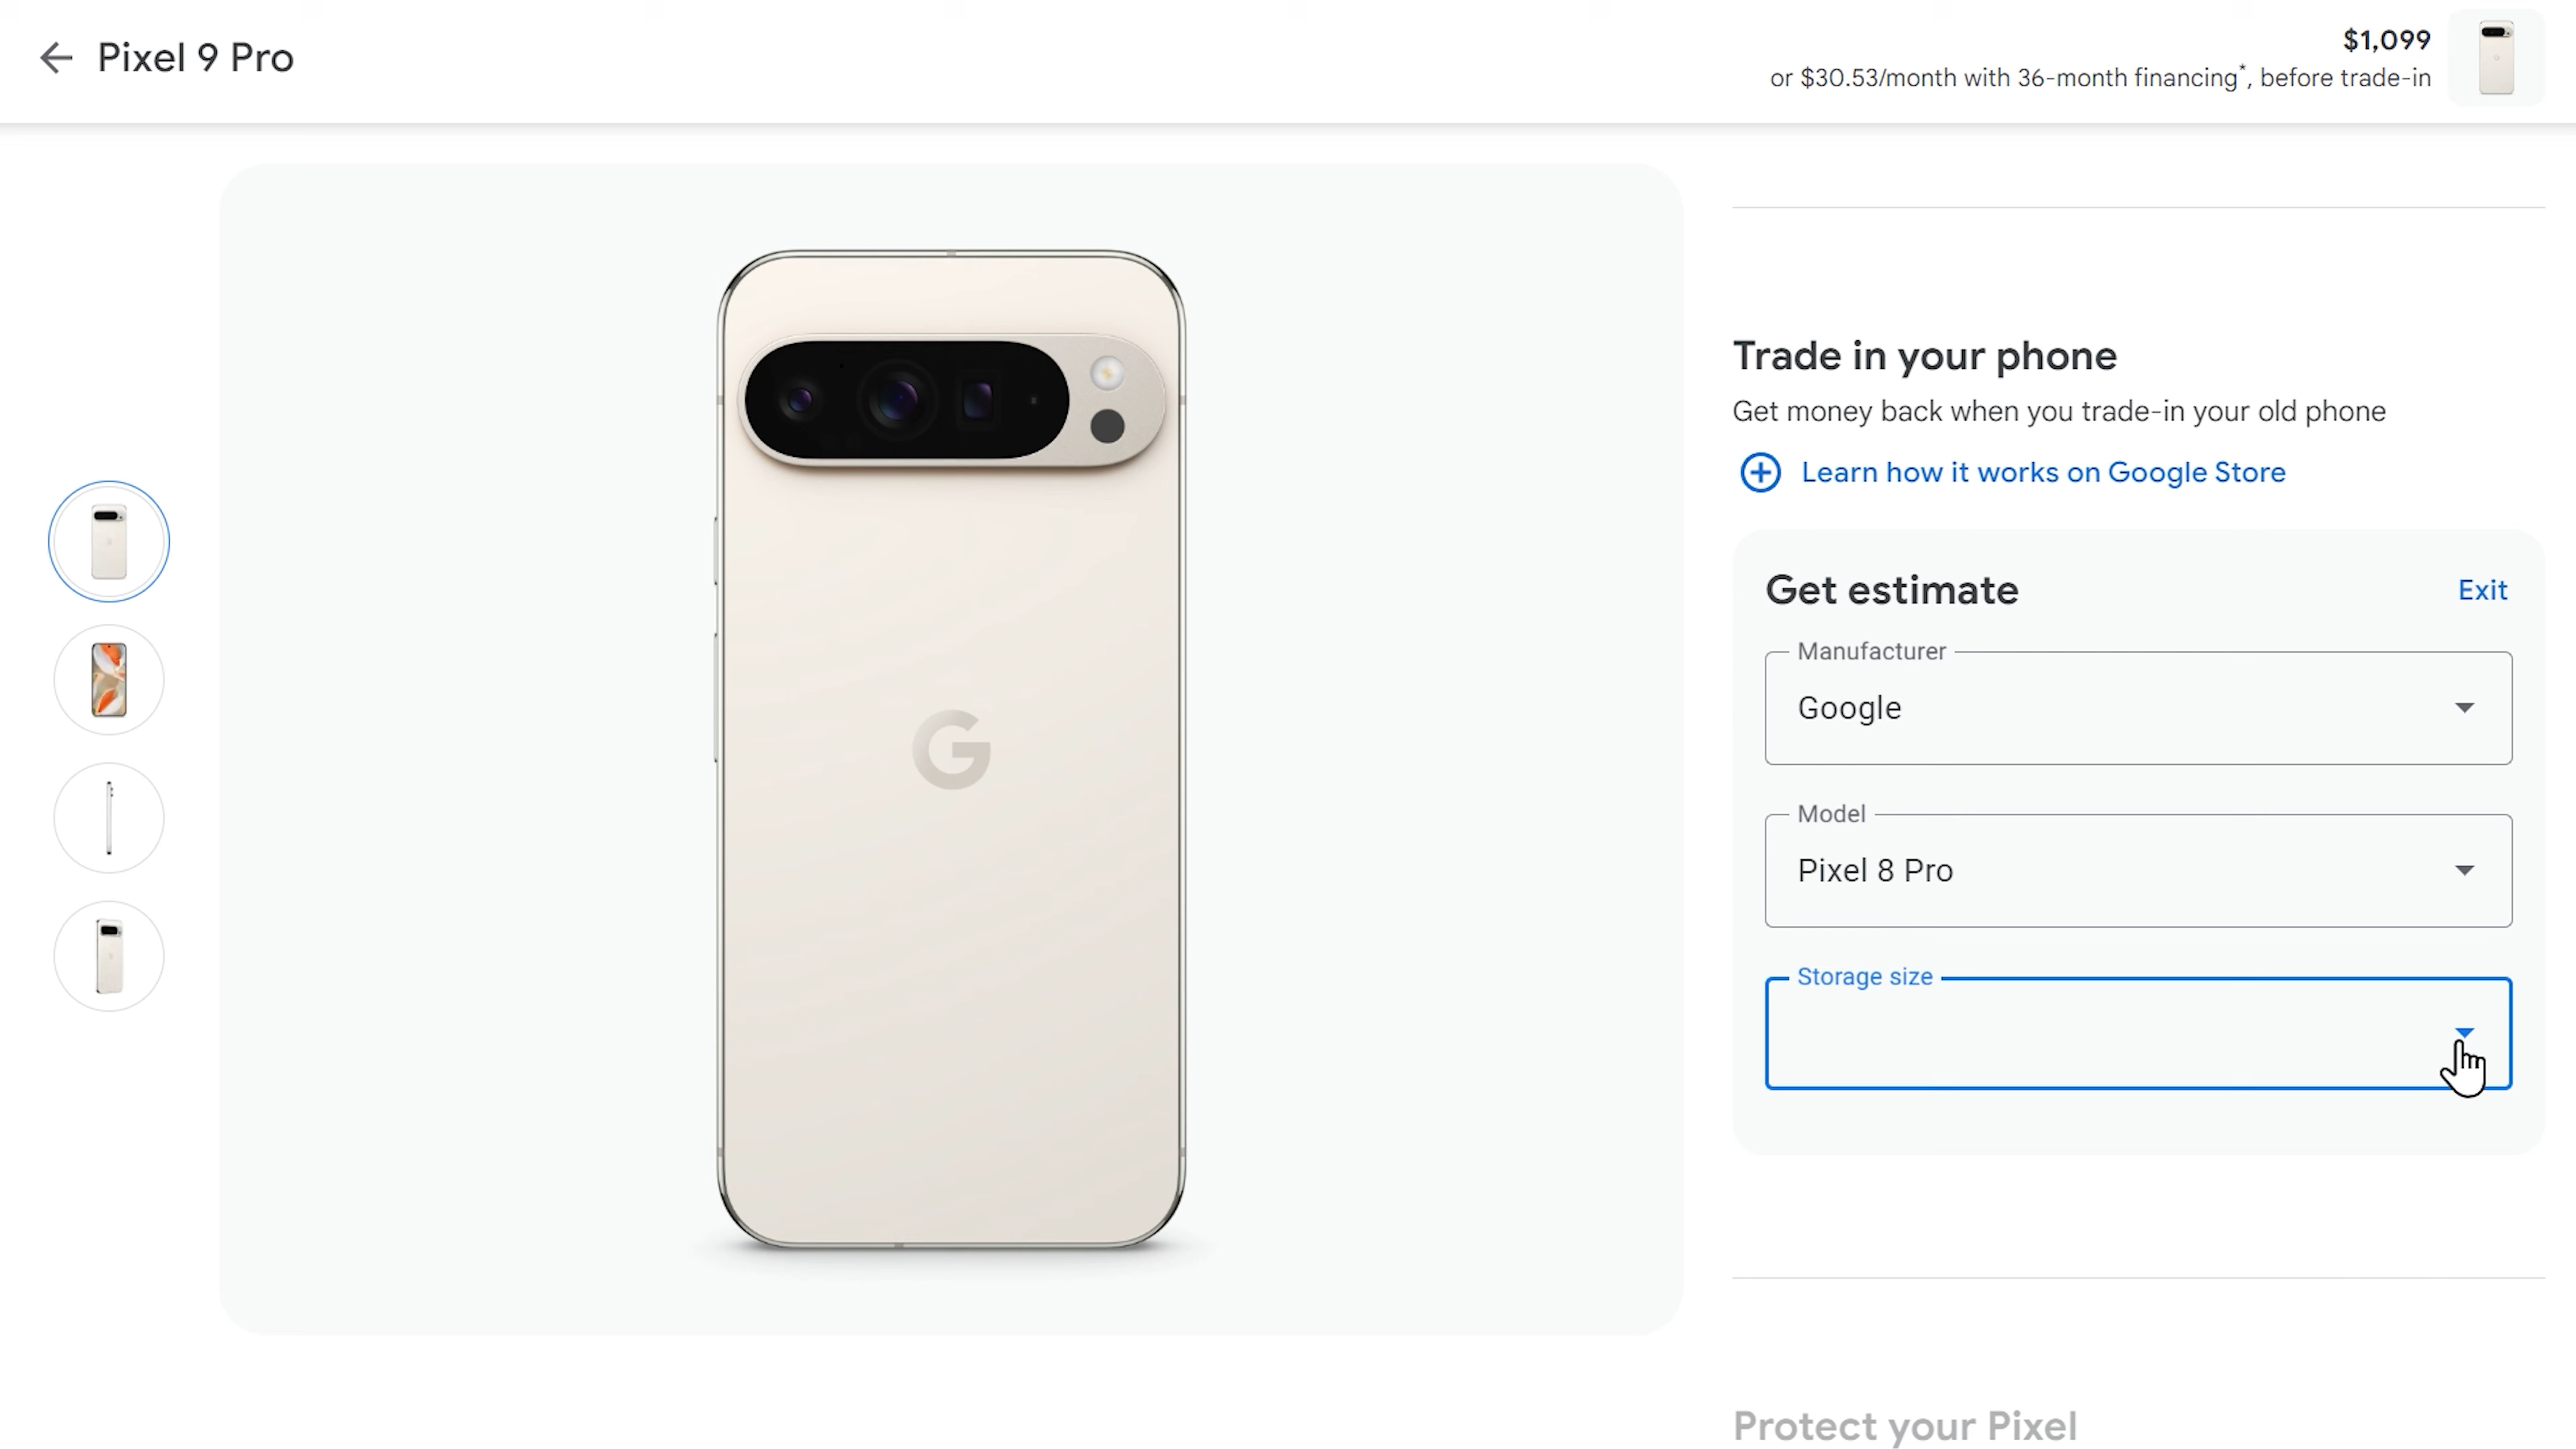 Pixel 9 Pro
$1,099
or $30.53/month with 36-month financing*, before trade-in
Trade in your phone
Get money back when you trade-in your old phone
Learn how it works on Google Store
Get estimate
Exit
Manufacturer
Google
Model
Pixel 8 Pro
Storage size
G
Protect your Pixel